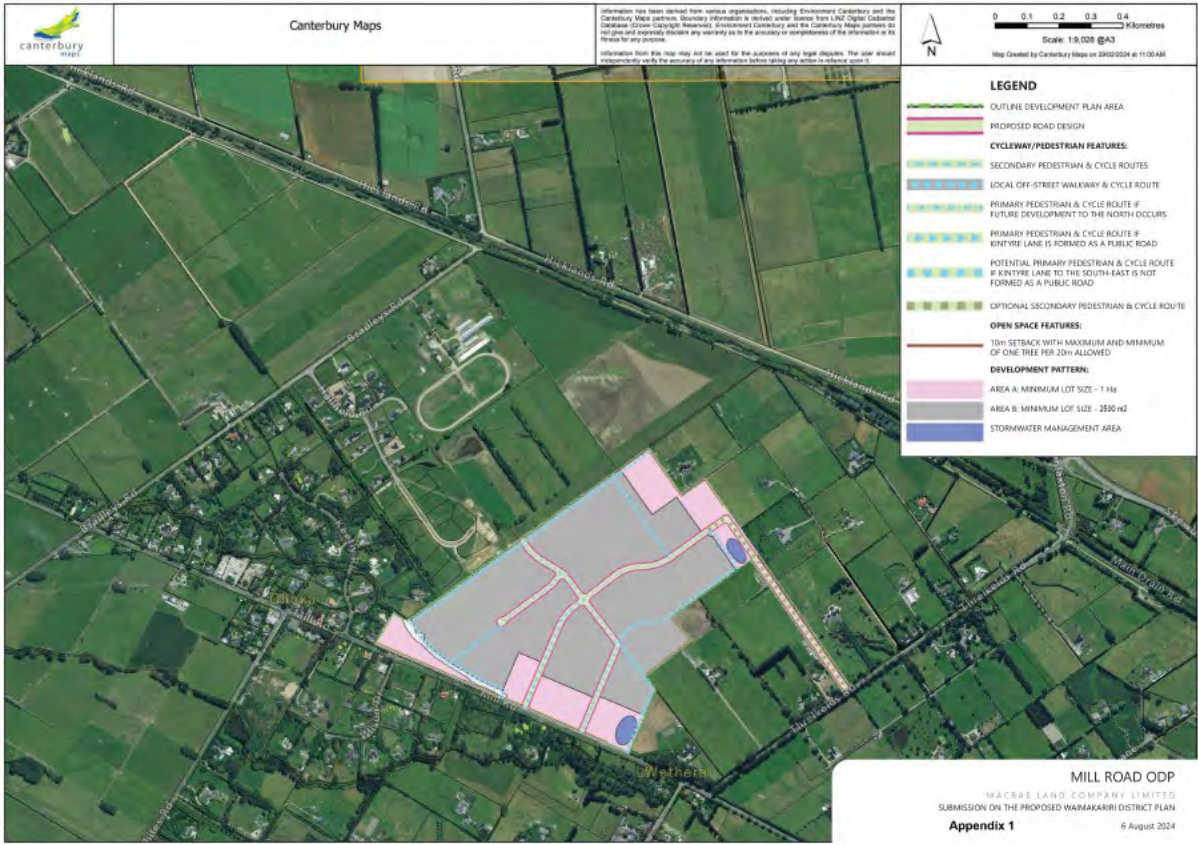 canterbury
maps
Canterbury Maps
Information has been derived from various organisations, including Environment Canterbury and the
Canterbury Maps partners. Boundary information is derived under licence from LINZ Digital Cadastral
Database (Crown Copyright Reserved). Environment Canterbury and the Canterbury Maps partners do
not give and expressly disclaim any warranty as to the accuracy or completeness of the information or its
fitness for any purpose.
Information from this map may not be used for the purposes of any legal disputes. The user should
independently verify the accuracy of any information before taking any action in reliance upon it.
N
0 0.1 0.2 0.3 0.4
Kilometres
Scale: 1:9,028 @A3
Map Created by Canterbury Maps on 29/02/2024 at 11:00 AM
LEGEND
OUTLINE DEVELOPMENT PLAN AREA
PROPOSED ROAD DESIGN
CYCLEWAY/PEDESTRIAN FEATURES:
SECONDARY PEDESTRIAN & CYCLE ROUTES
LOCAL OFF-STREET WALKWAY & CYCLE ROUTE
PRIMARY PEDESTRIAN & CYCLE ROUTE IF
FUTURE DEVELOPMENT TO THE NORTH OCCURS
PRIMARY PEDESTRIAN & CYCLE ROUTE IF
KINTYRE LANE IS FORMED AS A PUBLIC ROAD
POTENTIAL PRIMARY PEDESTRIAN & CYCLE ROUTE
IF KINTYRE LANE TO THE SOUTH-EAST IS NOT
FORMED AS A PUBLIC ROAD
OPTIONAL SECONDARY PEDESTRIAN & CYCLE ROUTE
OPEN SPACE FEATURES:
10m SETBACK WITH MAXIMUM AND MINIMUM
OF ONE TREE PER 20m ALLOWED
DEVELOPMENT PATTERN:
AREA A: MINIMUM LOT SIZE - 1 Ha
AREA B: MINIMUM LOT SIZE - 2500 m2
STORMWATER MANAGEMENT AREA
Hicklands Rd
Hicklands Rd
Hicklands Rd
Hicklands Rd
Bradleys Rd
Bradleys Rd
Main Drain Rd
Threlkelds Rd
Ohoka
Wethera
MILL ROAD ODP
MACRAE LAND COMPANY LIMITED
SUBMISSION ON THE PROPOSED WAIMAKARIRI DISTRICT PLAN
Appendix 1
6 August 2024